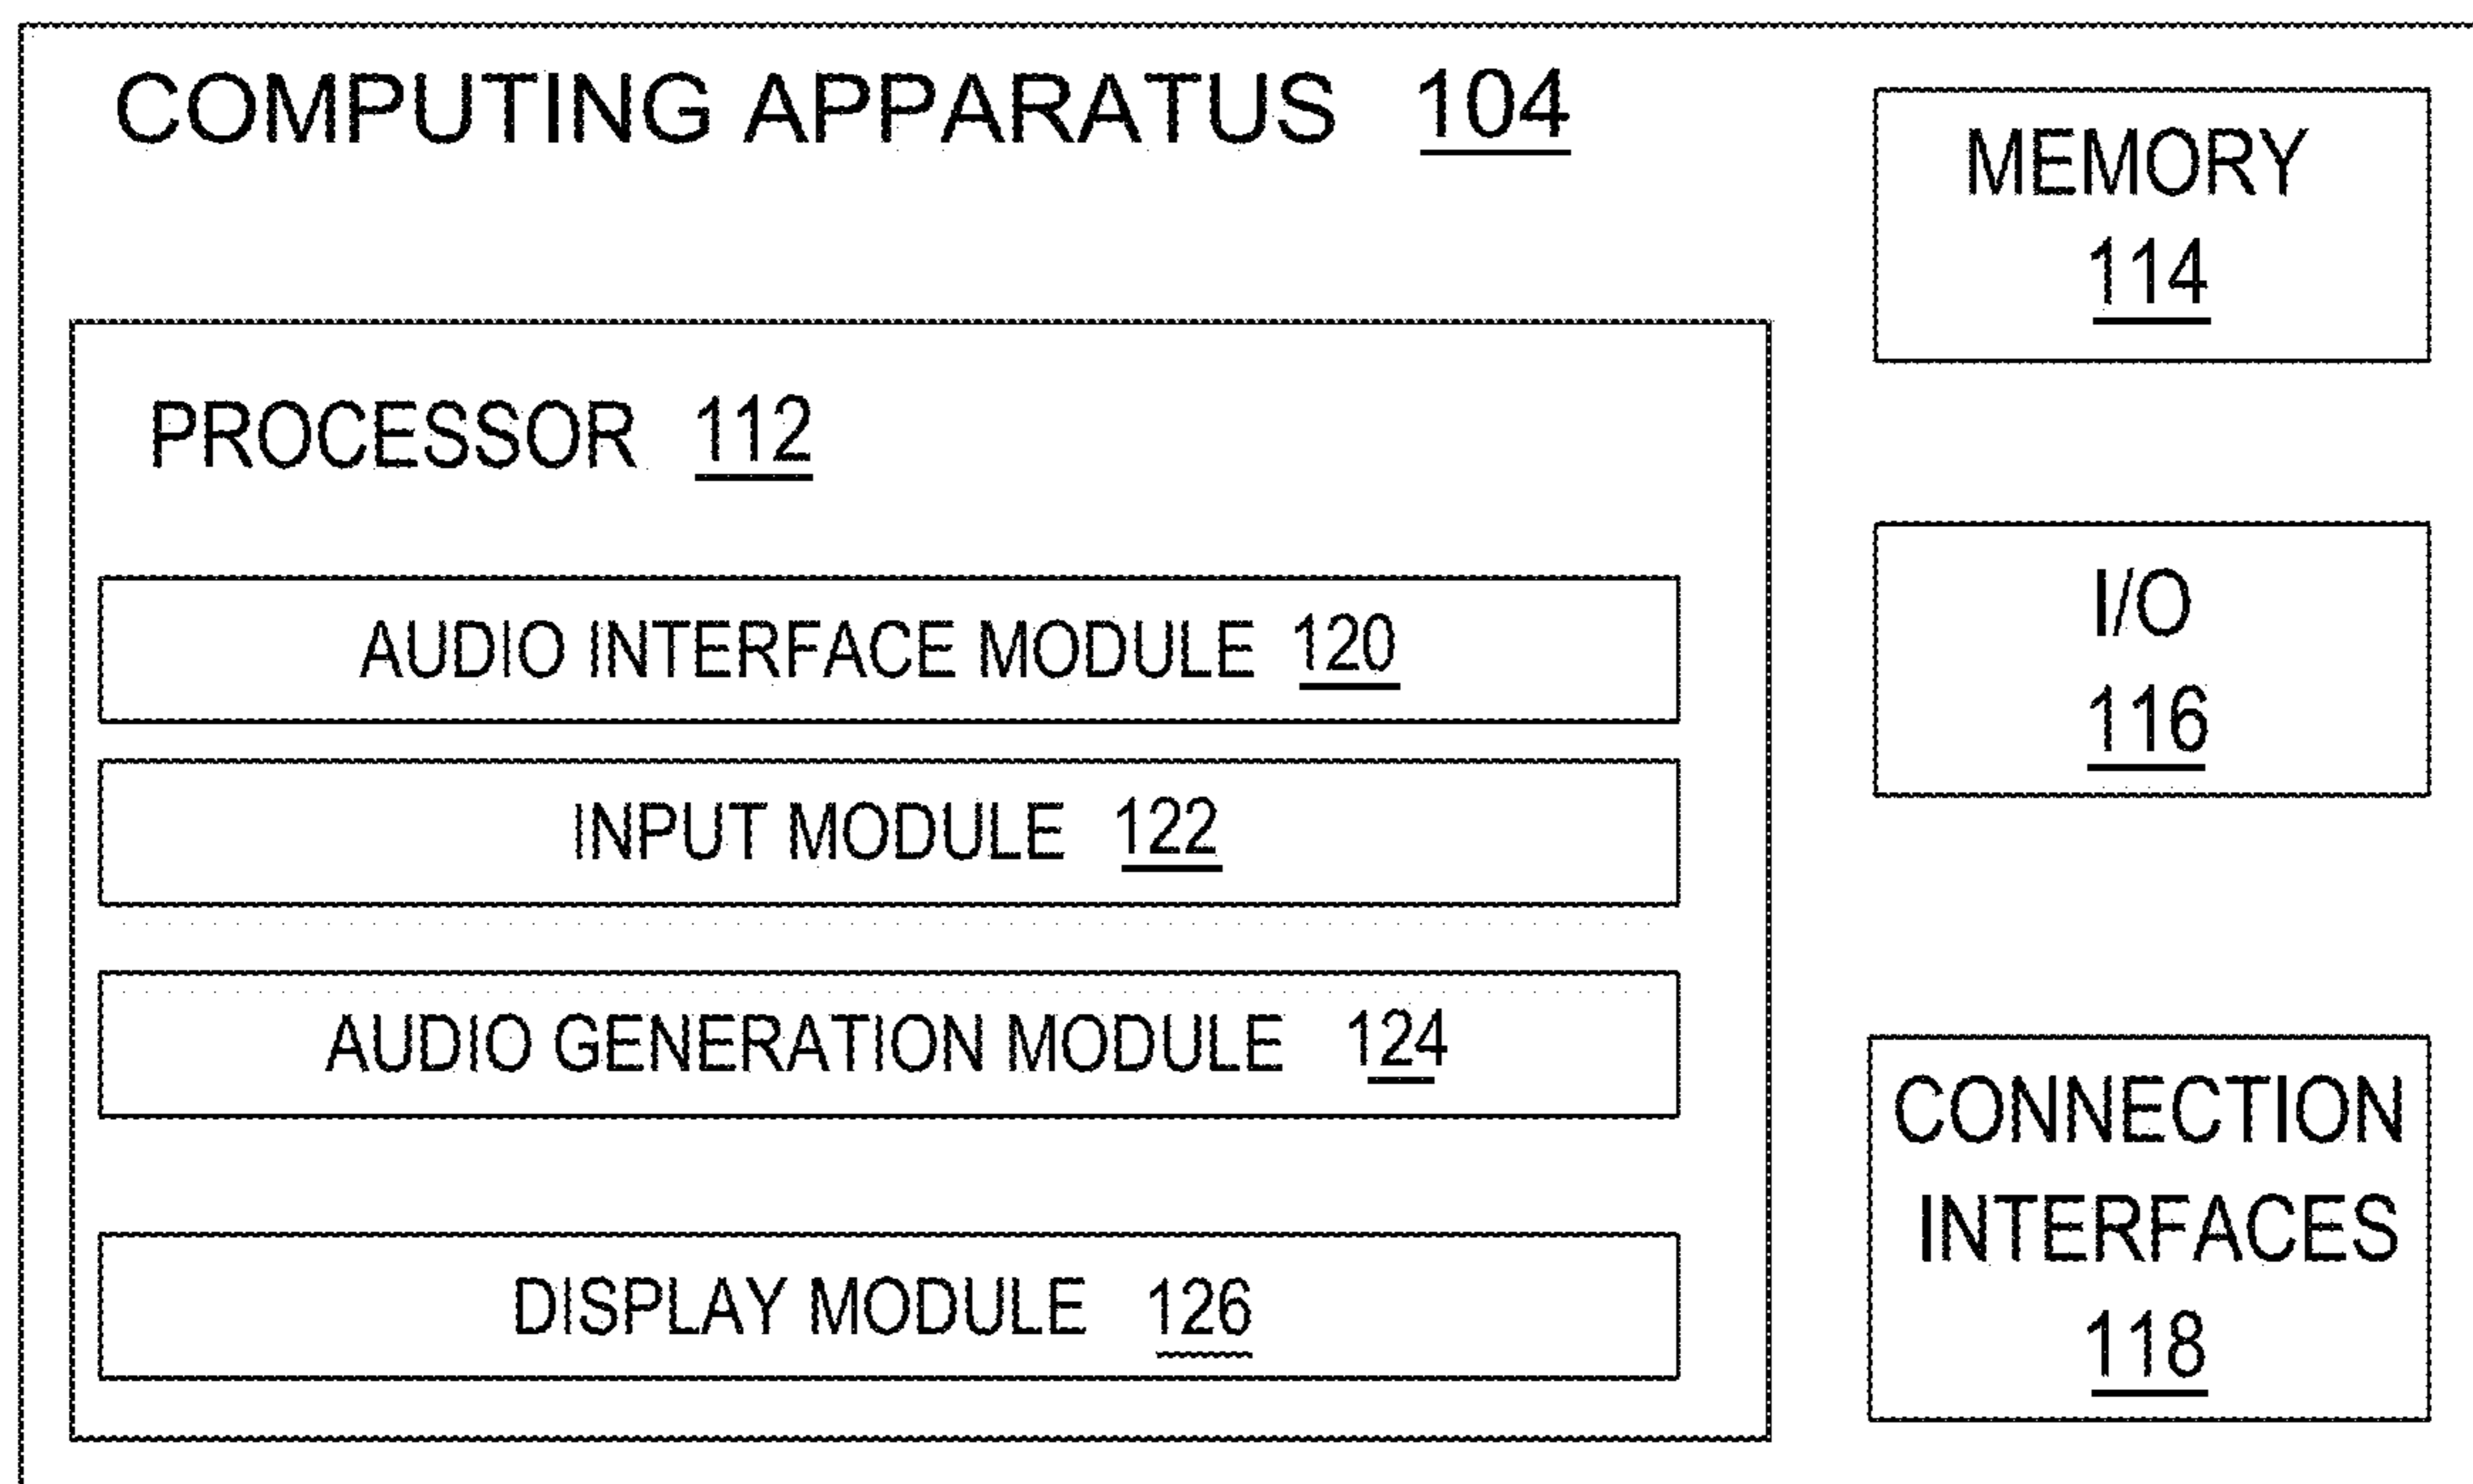 COMPUTING APPARATUS 104
MEMORY
114
PROCESSOR 112
AUDIO INTERFACE MODULE 120
INPUT MODULE 122
AUDIO GENERATION MODULE 124
DISPLAY MODULE 126
I/O
116
CONNECTION
INTERFACES
118